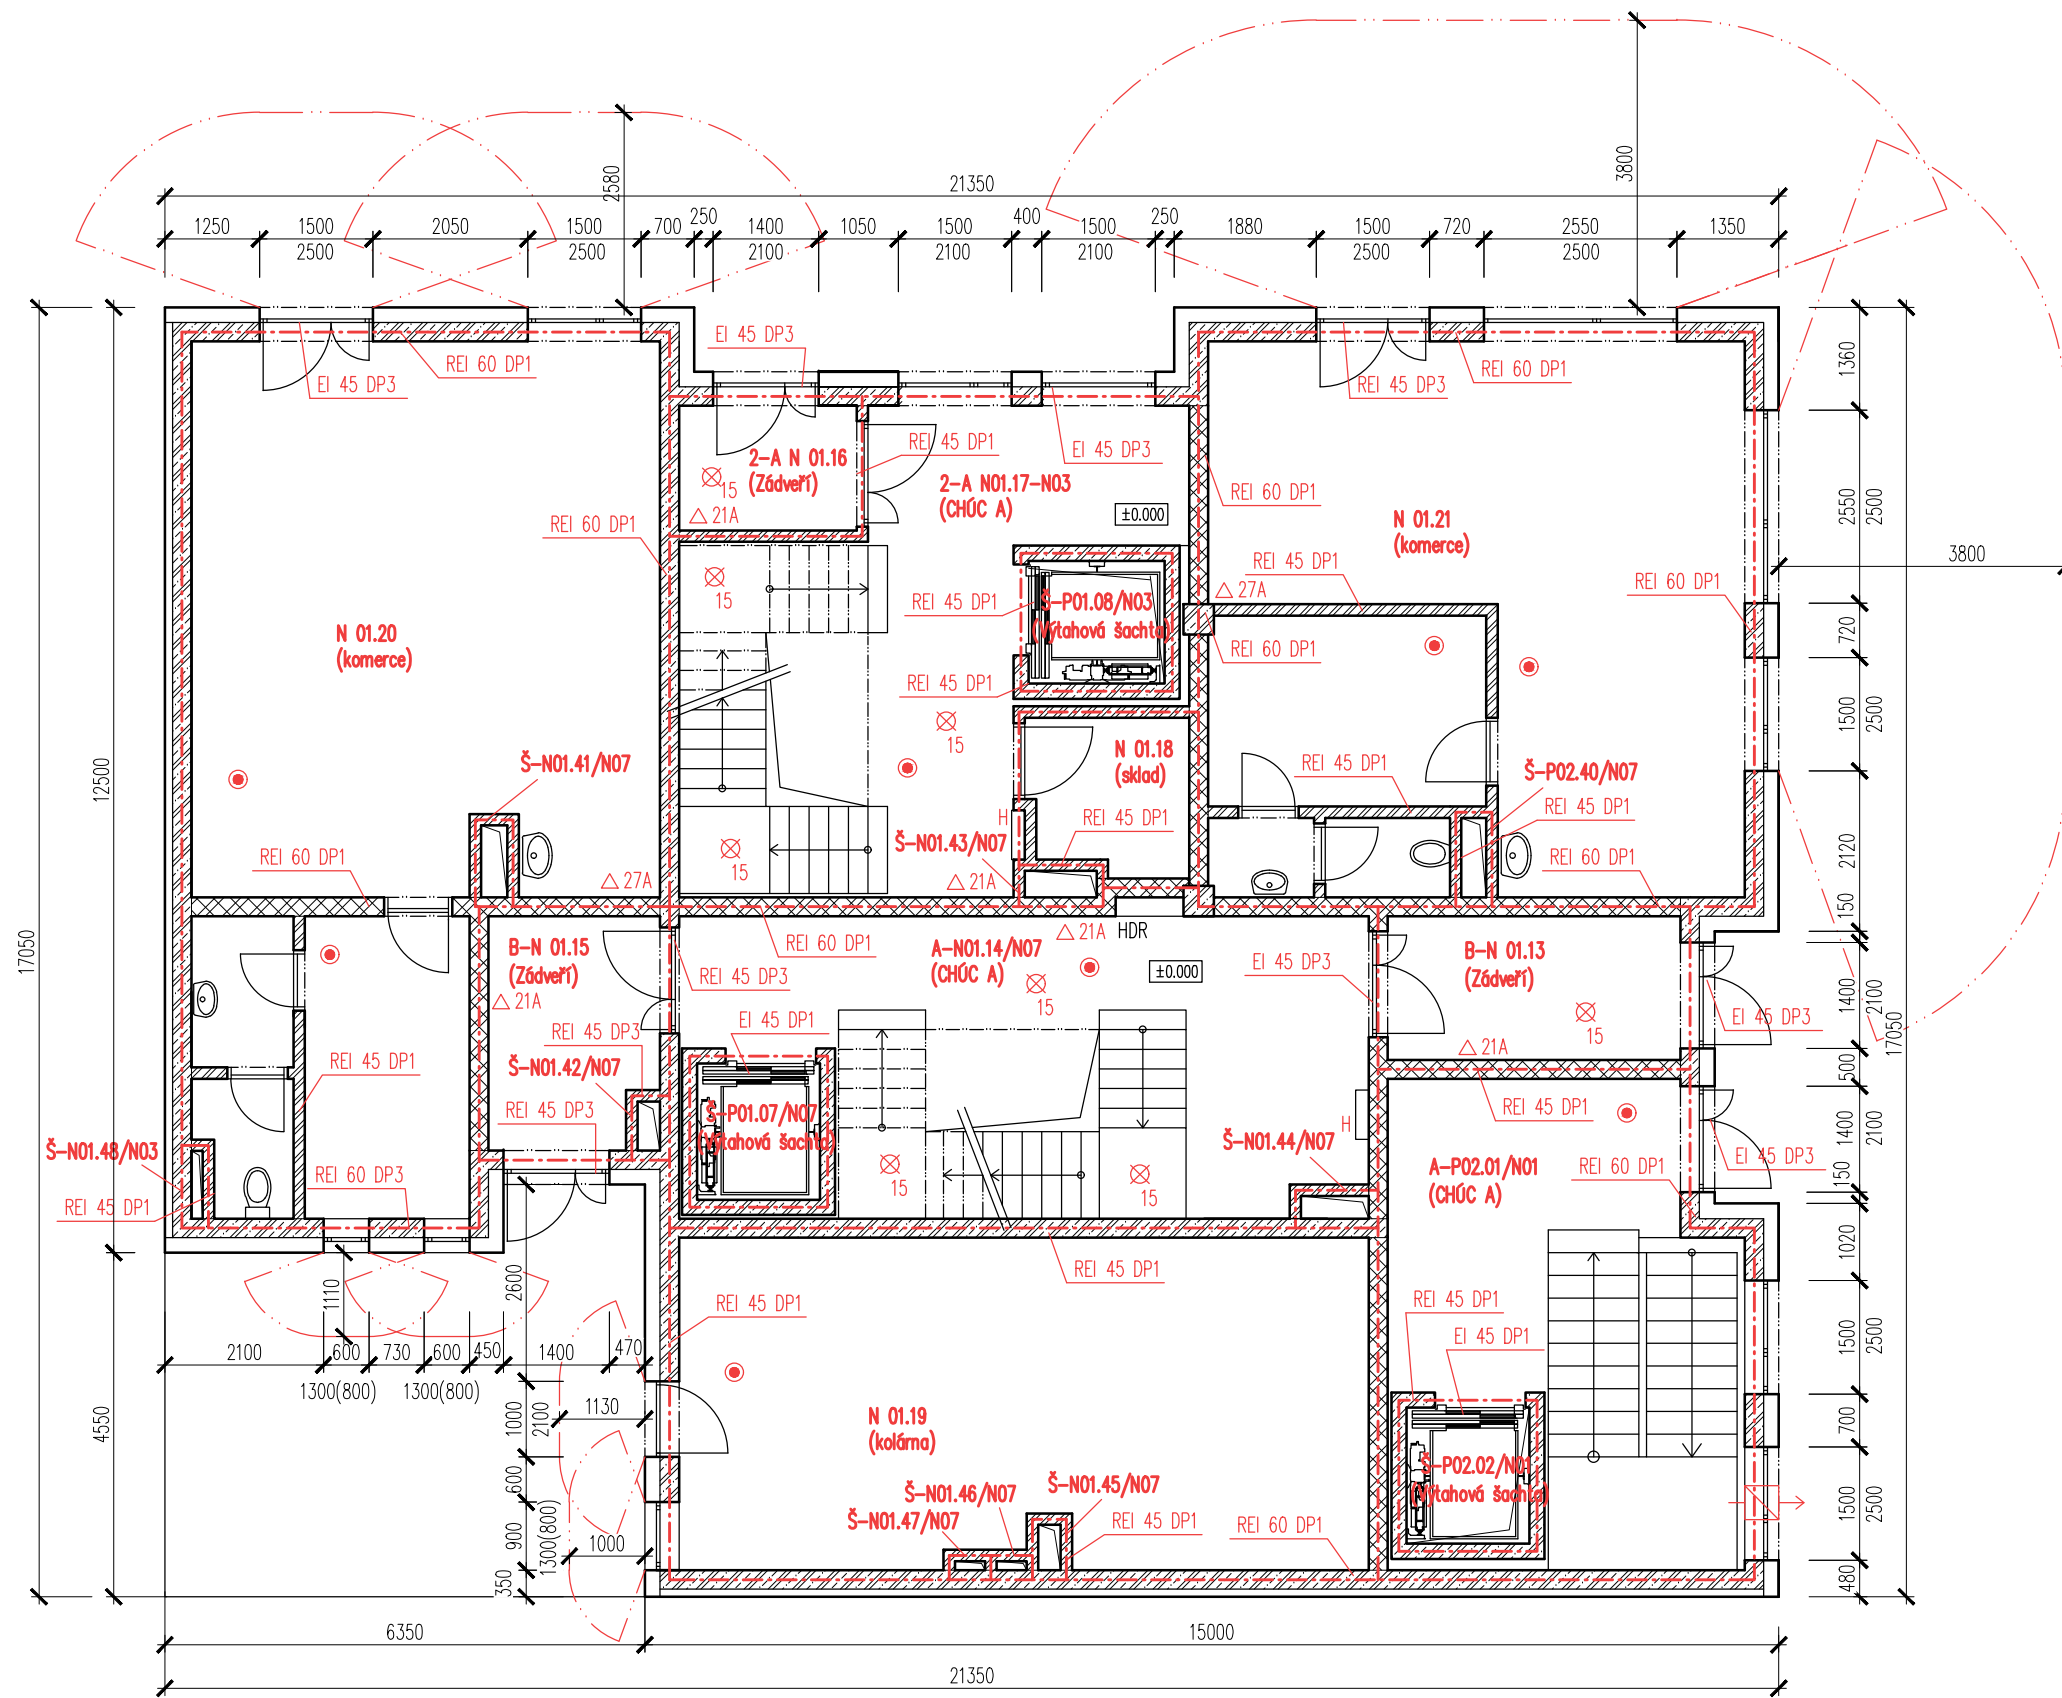 3800
2580
21350
1250
1500
2500
2050
1500
2500
700
250
1400
2100
1050
1500
2100
400
1500
2100
250
1880
1500
2500
720
2550
2500
1350
EI 45 DP3
EI 45 DP3
REI 60 DP1
REI 45 DP3
REI 60 DP1
REI 45 DP1
EI 45 DP3
2-A N 01.16
(Zádveří)
15
21A
2-A N01.17-N03
(CHÚC A)
±0.000
REI 60 DP1
REI 60 DP1
N 01.21
(komerce)
REI 45 DP1
27A
REI 60 DP1
REI 60 DP1
15
REI 45 DP1
Š-P01.08/N03
(Výtahová šachta)
REI 45 DP1
N 01.20
(komerce)
15
N 01.18
(sklad)
Š-N01.41/N07
REI 45 DP1
Š-P02.40/N07
REI 45 DP1
H
REI 45 DP1
Š-N01.43/N07
15
REI 60 DP1
27A
21A
REI 60 DP1
B-N 01.15
(Zádveří)
21A
REI 60 DP1
REI 45 DP3
A-N01.14/N07
(CHÚC A)
21A
HDR
±0.000
15
EI 45 DP3
B-N 01.13
(Zádveří)
15
21A
EI 45 DP3
REI 45 DP3
EI 45 DP1
Š-N01.42/N07
REI 45 DP1
REI 45 DP3
Š-P01.07/N07
(Výtahová šachta)
REI 45 DP1
H
Š-N01.44/N07
15
15
Š-N01.48/N03
REI 45 DP1
REI 60 DP3
A-P02.01/N01
(CHÚC A)
REI 60 DP1
EI 45 DP3
REI 45 DP1
REI 45 DP1
REI 45 DP1
EI 45 DP1
N 01.19
(kolárna)
Š-P02.02/N01
(Výtahová šachta)
Š-N01.45/N07
Š-N01.46/N07
Š-N01.47/N07
REI 45 DP1
REI 60 DP1
17050
12500
4550
1110
2100
600
1300(800)
730
600
1300(800)
450
1400
470
2600
1130
1000
2100
600
900
1300(800)
1000
350
1360
2550
2500
3800
720
1500
2500
2120
150
1400
2100
17050
500
1400
2100
150
1020
1500
2500
700
1500
2500
480
6350
15000
21350